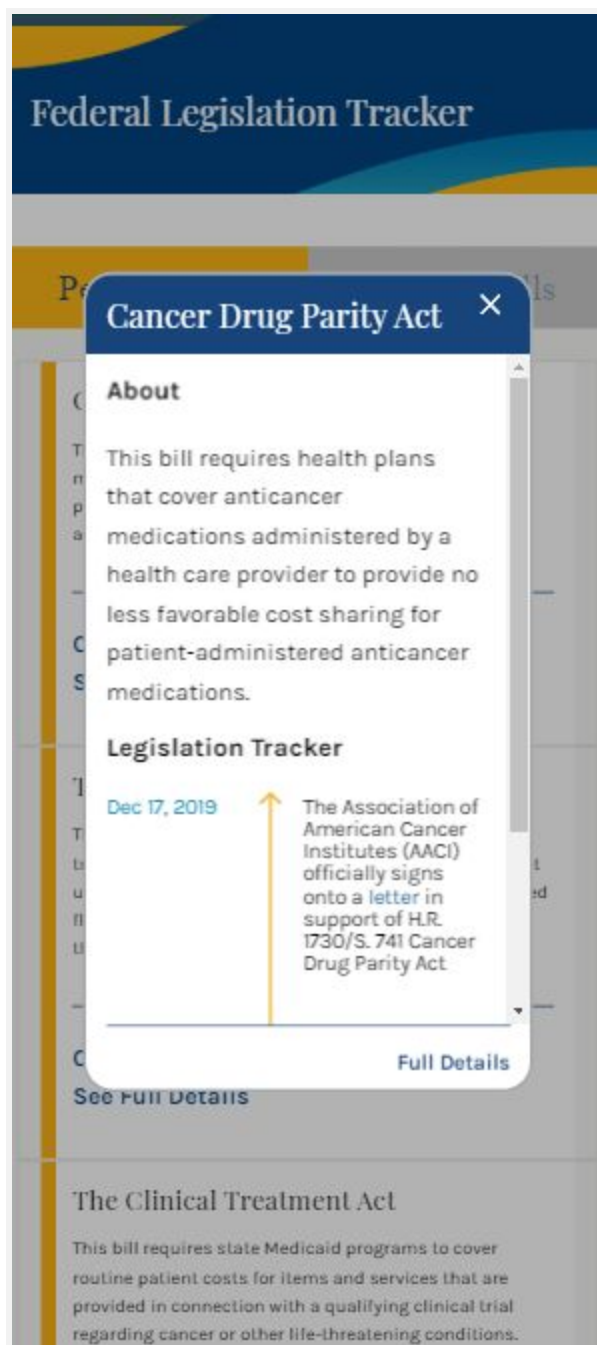 Federal Legislation Tracker
Cancer Drug Parity Act
About
This bill requires health plans
that cover anticancer
medications administered by a
health care provider to provide no
less favorable cost sharing for
patient-administered anticancer
medications.
Legislation Tracker
Dec 17, 2019
The Association of
American Cancer
Institutes (AACI)
officially signs
onto a letter in
support of H.R.
1730/S. 741 Cancer
Drug Parity Act
Full Details
See Full Details
The Clinical Treatment Act
This bill requires state Medicaid programs to cover
routine patient costs for items and services that are
provided in connection with a qualifying clinical trial
regarding cancer or other life-threatening conditions.